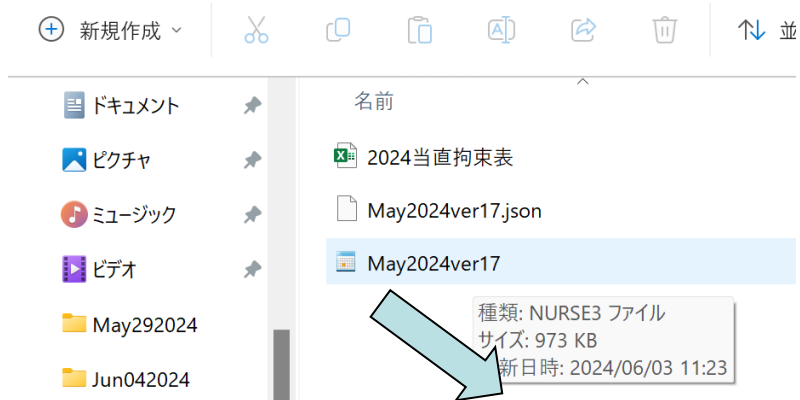 新規作成
並
ドキュメント
ピクチャ
ミュージック
ビデオ
May292024
Jun042024
名前
2024当直拘束表
May2024ver17.json
May2024ver17
種類: NURSE3 ファイル
サイズ: 973 KB
新日時: 2024/06/03 11:23